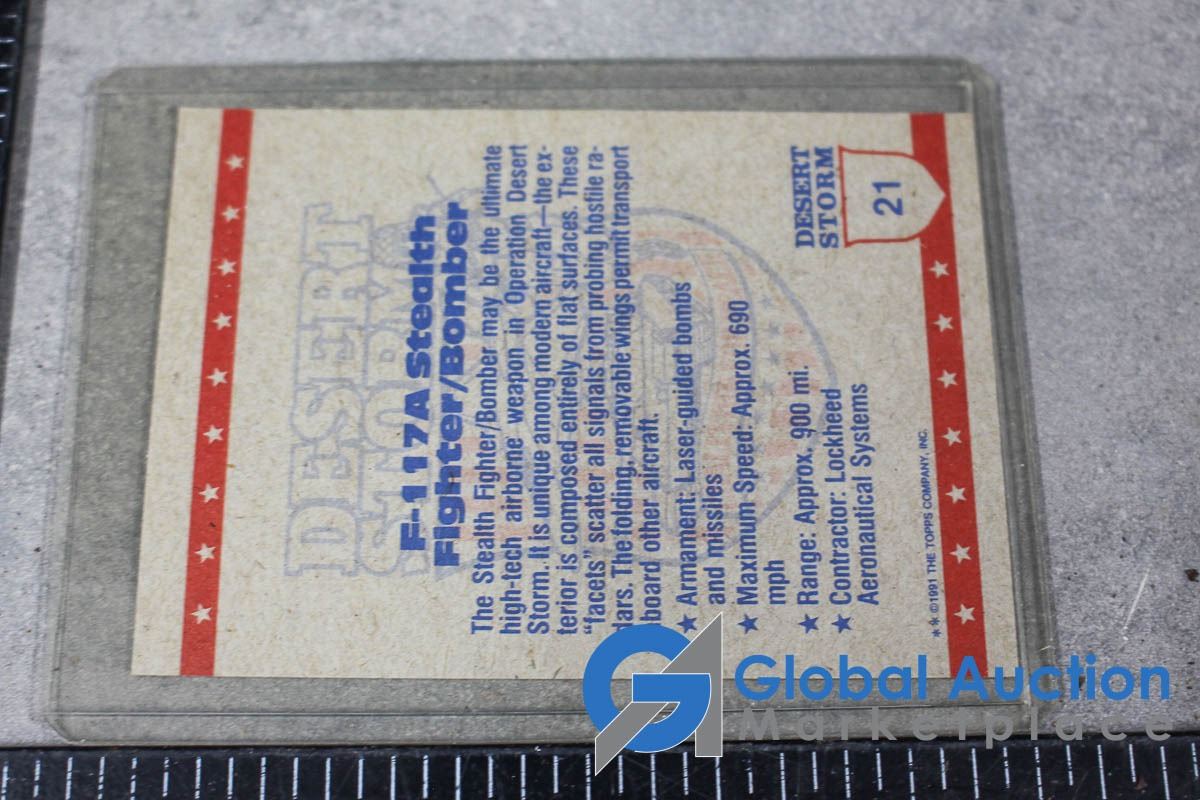 DESERT
STORM
F-117A Stealth
Fighter/Bomber
The Stealth Fighter/Bomber may be the ultimate
high-tech airborne weapon in Operation Desert
Storm. It is unique among modern aircraft—the ex-
terior is composed entirely of flat surfaces. These
“facets” scatter all signals from probing hostile ra-
dars. The folding, removable wings permit transport
board other aircraft.
★ Armament: Laser-guided bombs
and missiles
★ Maximum Speed: Approx. 690
mph
★ Range: Approx. 900 mi.
★ Contractor: Lockheed
Aeronautical Systems
DESERT
STORM
21
**©1991 THE TOPPS COMPANY, INC.
GA
Global Auction
Marketplace